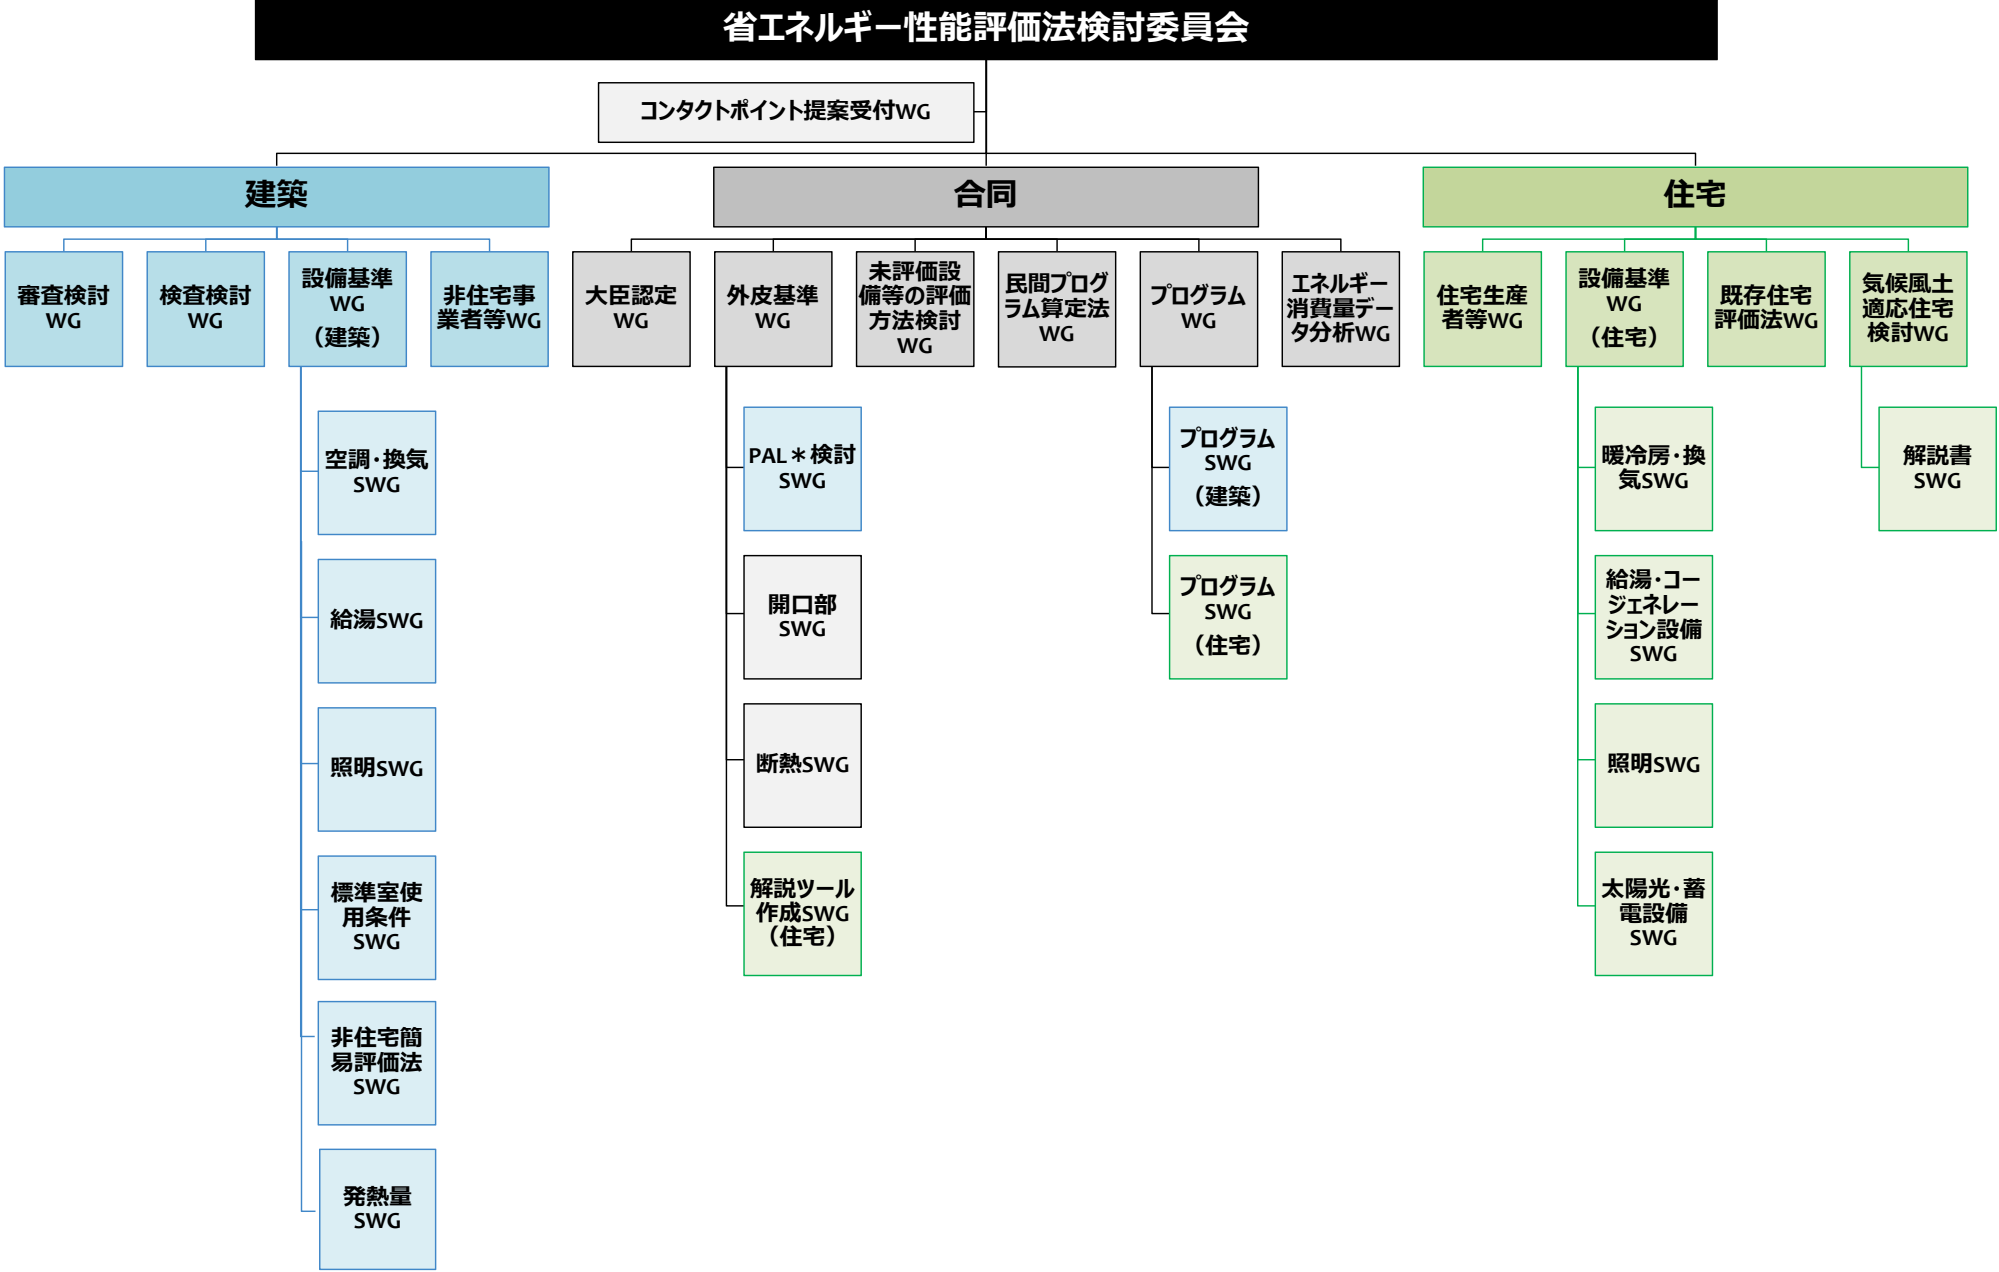 省エネルギー性能評価法検討委員会
コンタクトポイント提案受付WG
建築
合同
住宅
審査検討
WG
検査検討
WG
設備基準
WG
（建築）
非住宅事
業者等WG
大臣認定
WG
外皮基準
WG
未評価設
備等の評価
方法検討
WG
民間プログ
ラム算定法
WG
プログラム
WG
エネルギー
消費量デー
タ分析WG
住宅生産
者等WG
設備基準
WG
（住宅）
既存住宅
評価法WG
気候風土
適応住宅
検討WG
空調・換気
SWG
給湯SWG
照明SWG
標準室使
用条件
SWG
非住宅簡
易評価法
SWG
発熱量
SWG
PAL＊検討
SWG
開口部
SWG
断熱SWG
解説ツール
作成SWG
（住宅）
プログラム
SWG
（建築）
プログラム
SWG
（住宅）
暖冷房・換
気SWG
給湯・コー
ジェネレー
ション設備
SWG
照明SWG
太陽光・蓄
電設備
SWG
解説書
SWG